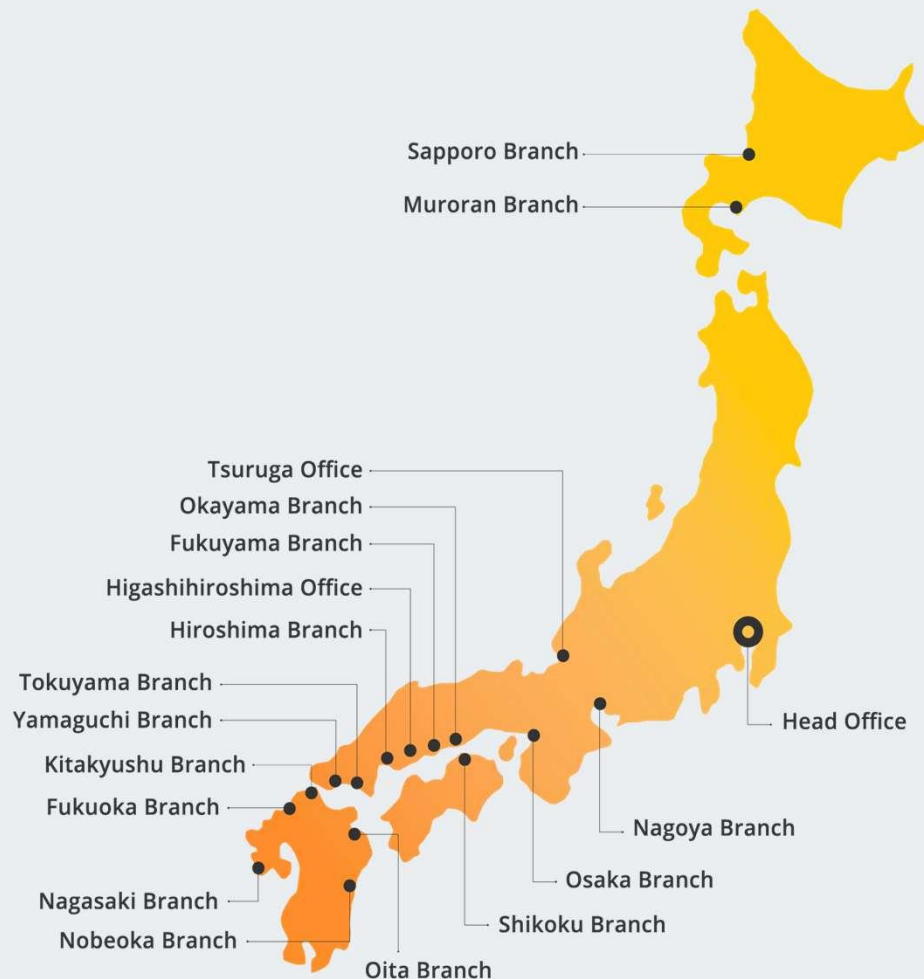 Sapporo Branch
Muroran Branch
Tsuruga Office
Okayama Branch
Fukuyama Branch
Higashihiroshima Office
Hiroshima Branch
Tokuyama Branch
Yamaguchi Branch
Kitakyushu Branch
Fukuoka Branch
Nagasaki Branch
Nobeoka Branch
Oita Branch
Shikoku Branch
Osaka Branch
Nagoya Branch
Head Office